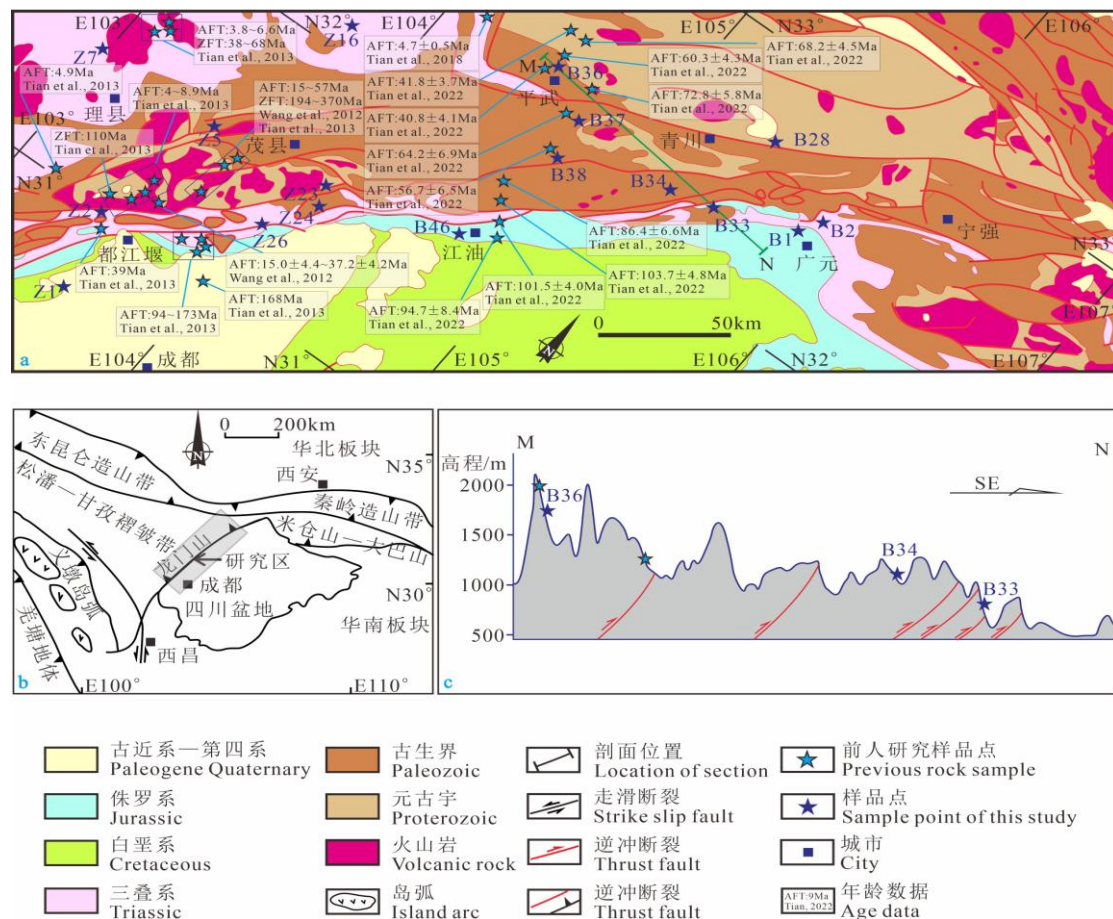 E103
N32°
E104°
N33
E105°
E106°
AFT:3.8~6.6Ma
ZFT:38~68Ma
Tian et al., 2013
Z16
Z7
AFT:4.7±0.5Ma
Tian et al., 2018
AFT:68.2±4.5Ma
Tian et al., 2022
AFT:60.3±4.3Ma
Tian et al., 2022
M
B36
平武
AFT:4.9Ma
Tian et al., 2013
AFT:4~8.9Ma
Tian et al., 2013
AFT:15~57Ma
ZFT:194~370Ma
Wang et al., 2012
Tian et al., 2013
AFT:41.8±3.7Ma
Tian et al., 2022
AFT:72.8±5.8Ma
Tian et al., 2022
理县
E103°
AFT:40.8±4.1Ma
Tian et al., 2022
B37
ZFT:110Ma
Tian et al., 2013
Z5
茂县
青川
B28
AFT:64.2±6.9Ma
Tian et al., 2022
N31°
B38
AFT:56.7±6.5Ma
Tian et al., 2022
B34
Z23
Z2
Z24
B33
Z26
B46
江油
AFT:86.4±6.6Ma
Tian et al., 2022
B1
B2
宁强
N33
都江堰
广元
N
AFT:39Ma
Tian et al., 2013
AFT:15.0±4.4~37.2±4.2Ma
Wang et al., 2012
AFT:103.7±4.8Ma
Tian et al., 2022
AFT:101.5±4.0Ma
Tian et al., 2022
Z1
AFT:168Ma
Tian et al., 2013
AFT:94~173Ma
Tian et al., 2013
AFT:94.7±8.4Ma
Tian et al., 2022
0 50km
N
E107°
a
E104°
成都
N31°
E105°
E106°
N32°
E107°
0 200km
N
华北板块
N35°
东昆仑造山带
西安
秦岭造山带
松潘—甘孜褶皱带
米仓山—大巴山
龙门山
研究区
成都
N30°
义敦岛弧
四川盆地
华南板块
羌塘地体
西昌
b
E100°
E110°
M
N
高程/m
2000
1500
1000
500
B36
SE
B34
B33
c
古近系—第四系
Paleogene Quaternary
古生界
Paleozoic
剖面位置
Location of section
前人研究样品点
Previous rock sample
侏罗系
Jurassic
元古宇
Proterozoic
走滑断裂
Strike slip fault
样品点
Sample point of this study
白垩系
Cretaceous
火山岩
Volcanic rock
逆冲断裂
Thrust fault
城市
City
三叠系
Triassic
岛弧
Island arc
逆冲断裂
Thrust fault
AFT:9Ma
Tian, 2022
年龄数据
Age data